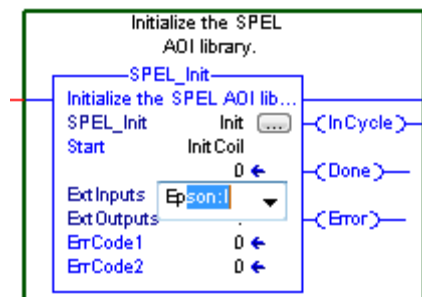 Initialize the SPEL
AOI library.
SPEL_Init
Initialize the SPEL AOI lib...
SPEL_Init Init ... InCycle
Start InitCoil
0 Done
ExtInputs Epson:I
ExtOutputs Error
ErrCode1 0
ErrCode2 0